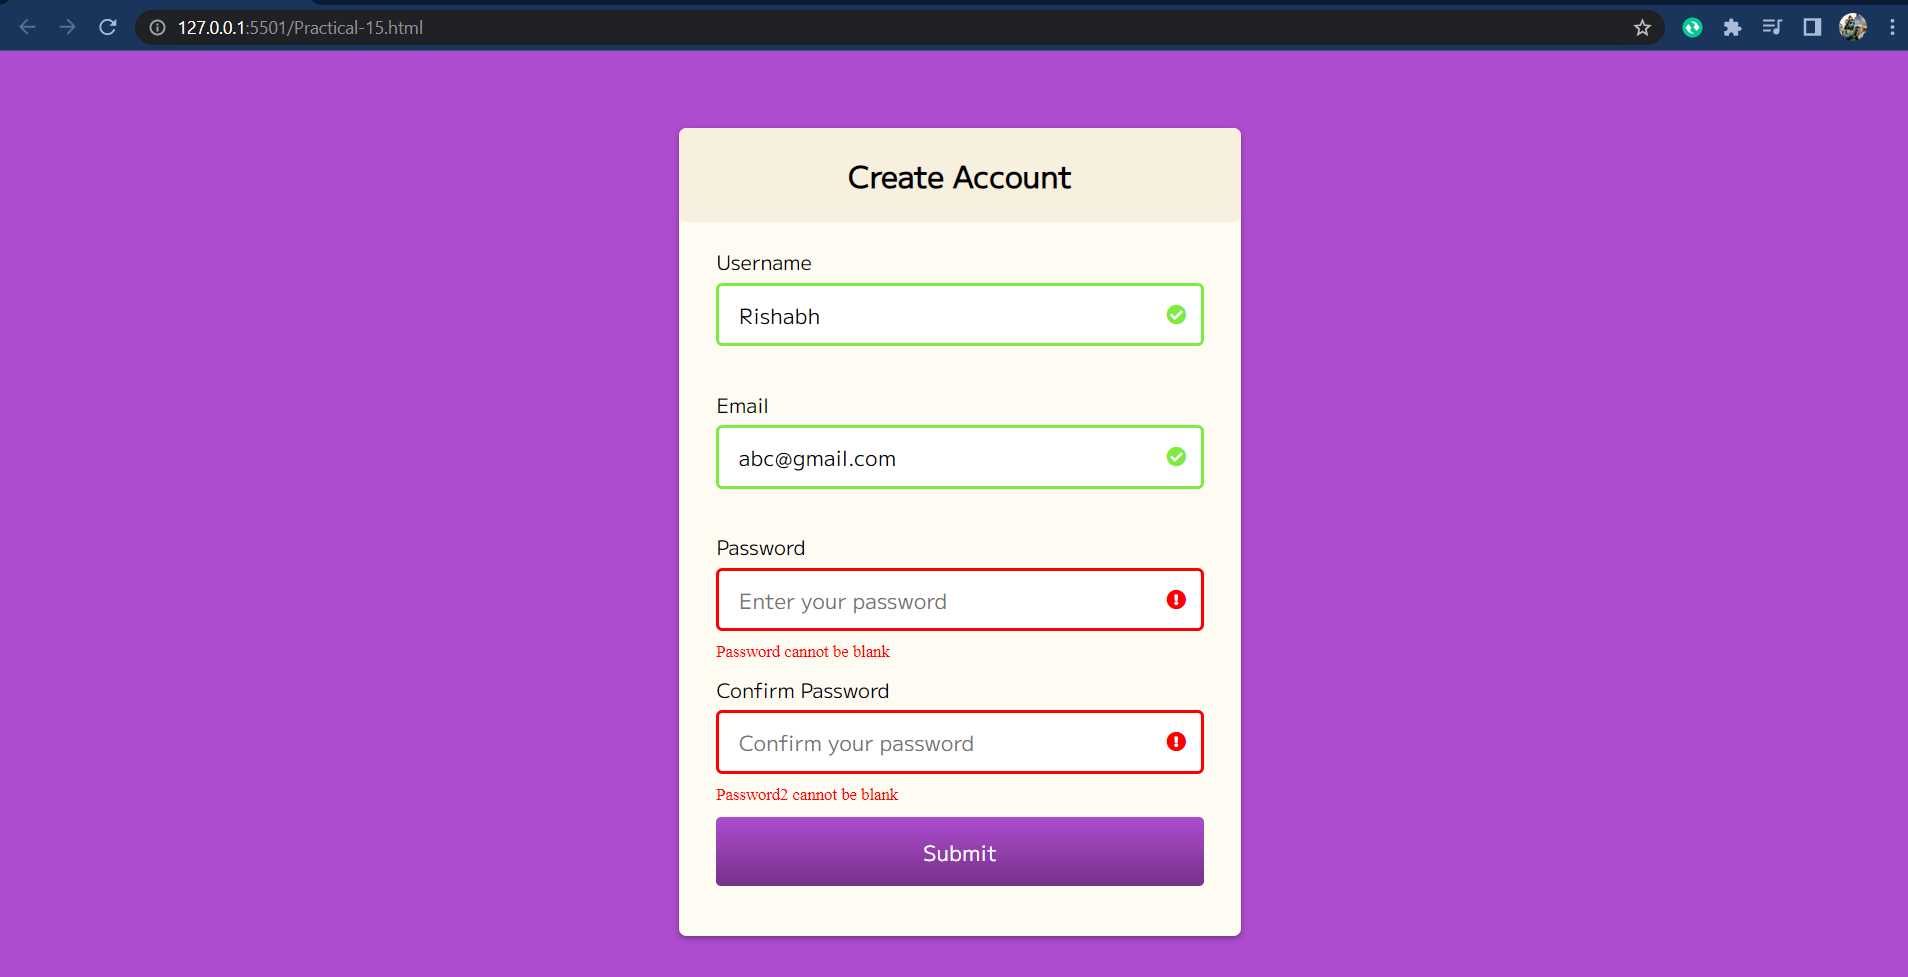 127.0.0.1:5501/Practical-15.html
Create Account
Username
Rishabh
Email
abc@gmail.com
Password
Enter your password
Password cannot be blank
Confirm Password
Confirm your password
Password2 cannot be blank
Submit